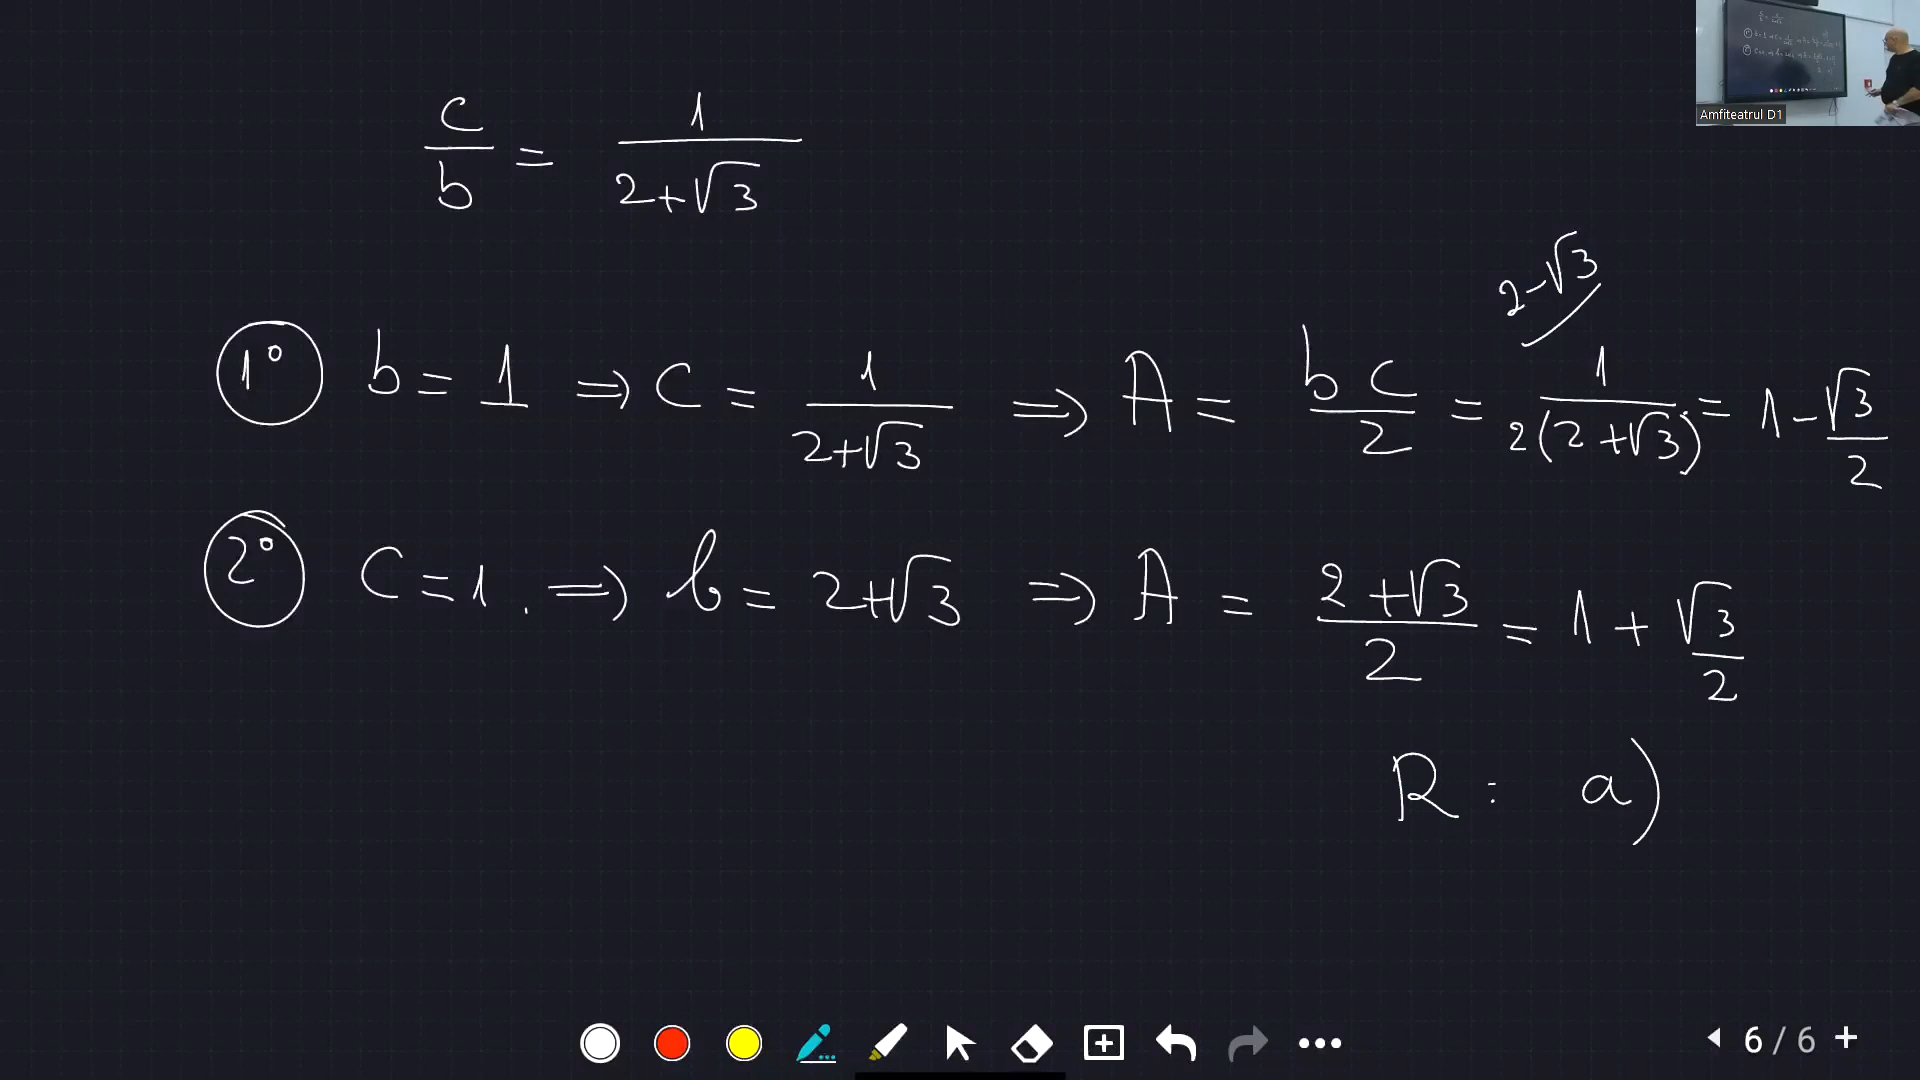 c/b = 1/(2+√3)
Amfiteatrul D1
2-√3
1° b = 1 ⇒ c = 1/(2+√3) ⇒ A = bc/2 = 1/(2(2+√3)) = 1 - √3/2
2° C = 1. ⇒ b = 2+√3 ⇒ A = (2+√3)/2 = 1 + √3/2
R: a)
6 / 6